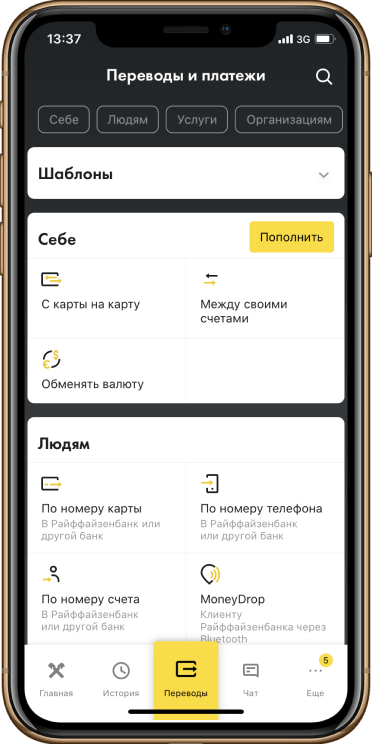 13:37
3G
Переводы и платежи
Себе
Людям
Услуги
Организациям
Шаблоны
Себе
Пополнить
С карты на карту
Между своими
счетами
Обменять валюту
Людям
По номеру карты
В Райффайзенбанк или
другой банк
По номеру телефона
В Райффайзенбанк
или другой банк
По номеру счета
В Райффайзенбанк
или другой банк
MoneyDrop
Клиенту
Райффайзенбанка через
Bluetooth
Главная
История
Переводы
Чат
5
Еще